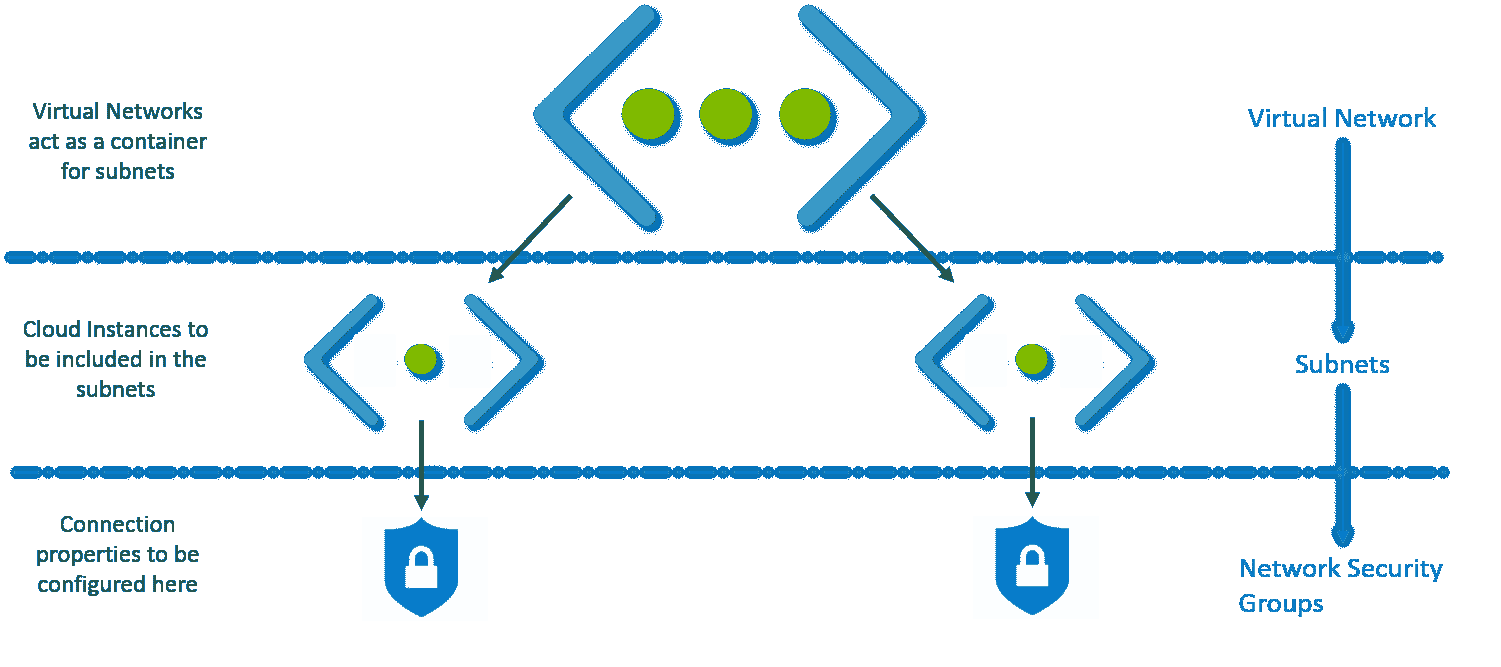 Virtual Networks
act as a container
for subnets
Virtual Network
Cloud Instances to
be included in the
subnets
Subnets
Connection
properties to be
configured here
Network Security
Groups